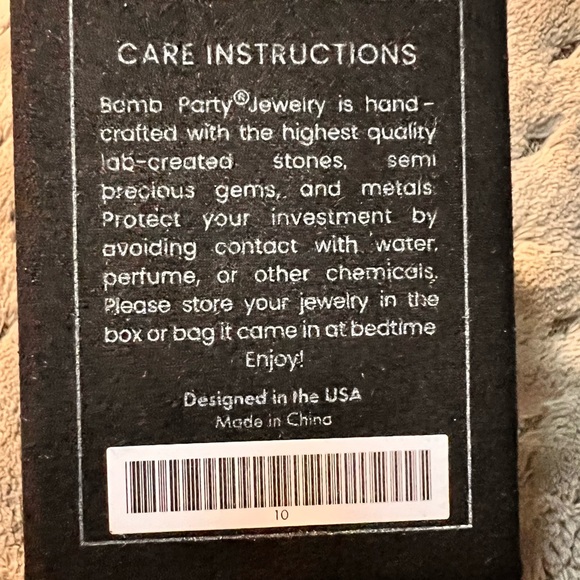 CARE INSTRUCTIONS
Bomb Party® Jewelry is hand-
crafted with the highest quality
lab-created stones, semi
precious gems, and metals.
Protect your investment by
avoiding contact with water,
perfume, or other chemicals.
Please store your jewelry in the
box or bag it came in at bedtime
Enjoy!
Designed in the USA
Made in China
10